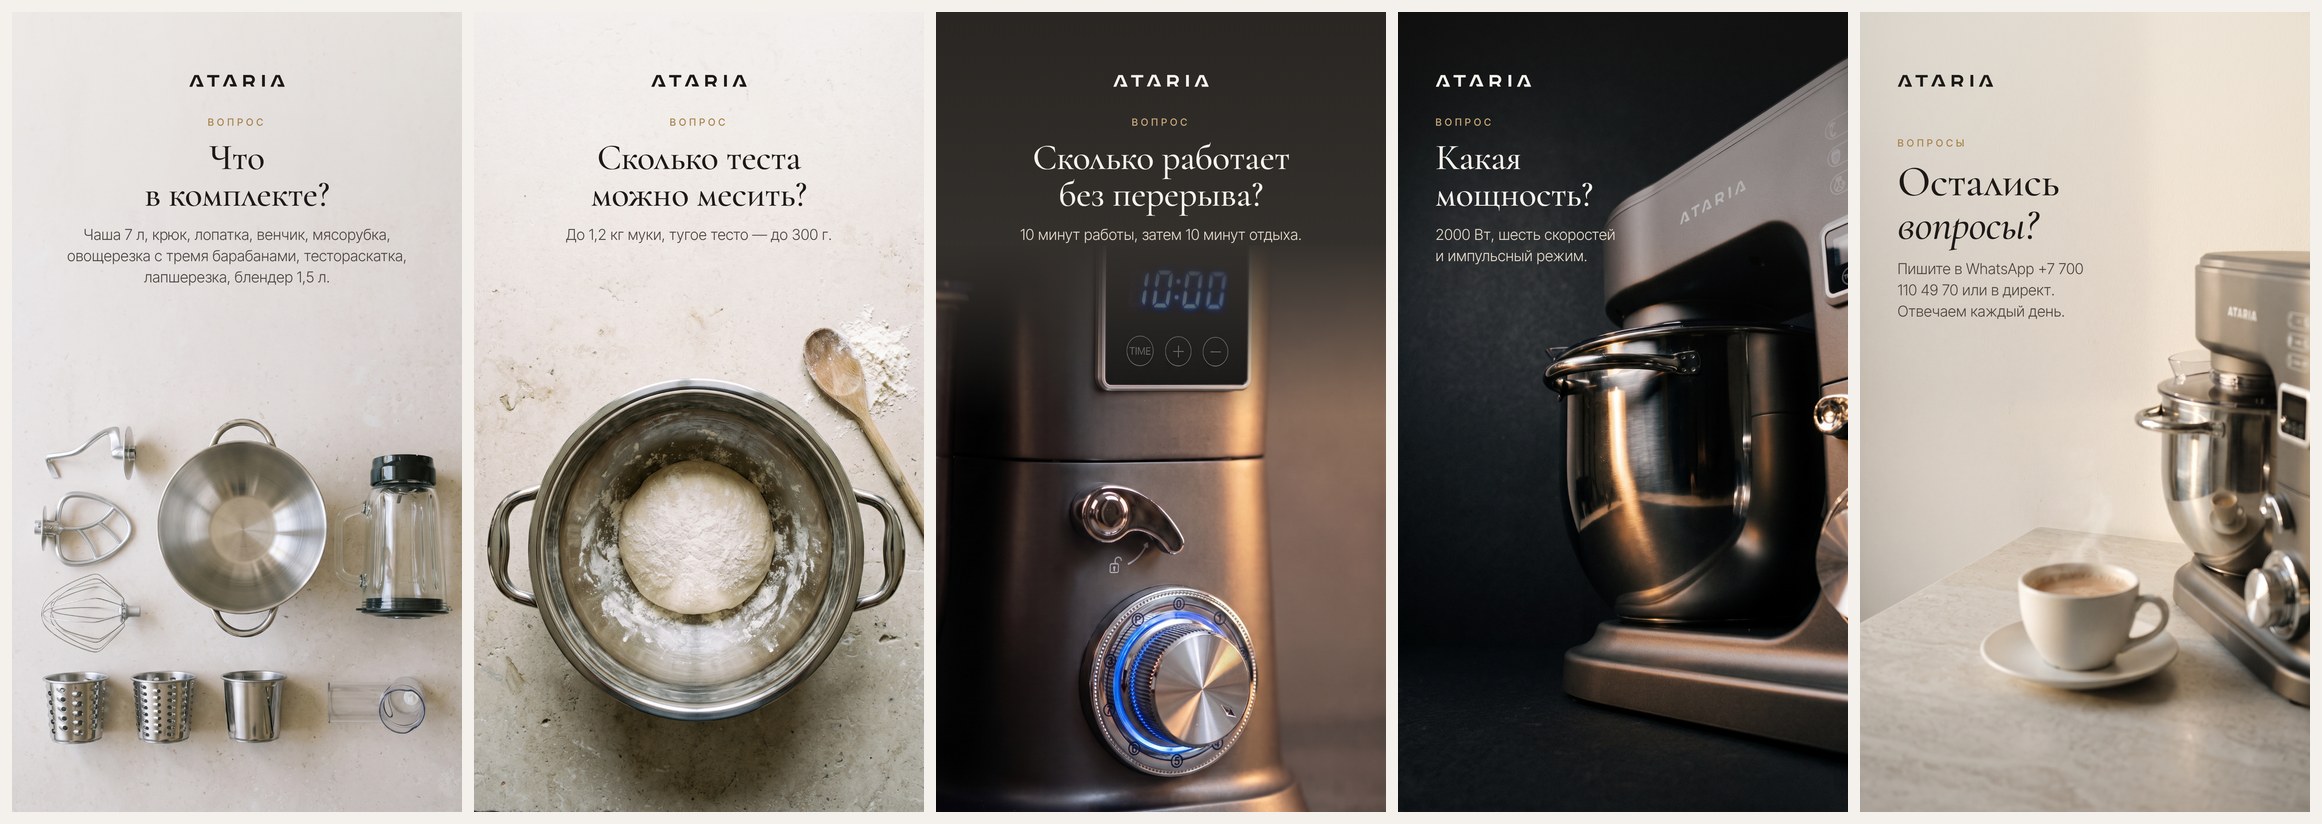 ATARIA
ВОПРОС
Что
в комплекте?
Чаша 7 л, крюк, лопатка, венчик, мясорубка,
овощерезка с тремя барабанами, тестораскатка,
лапшерезка, блендер 1,5 л.
ATARIA
ВОПРОС
Сколько теста
можно месить?
До 1,2 кг муки, тугое тесто — до 300 г.
ATARIA
ВОПРОС
Сколько работает
без перерыва?
10 минут работы, затем 10 минут отдыха.
10:00
TIME + −
0
P
5
ATARIA
ВОПРОС
Какая
мощность?
2000 Вт, шесть скоростей
и импульсный режим.
ATARIA
ATARIA
ВОПРОСЫ
Остались
вопросы?
Пишите в WhatsApp +7 700
110 49 70 или в директ.
Отвечаем каждый день.
ATARIA